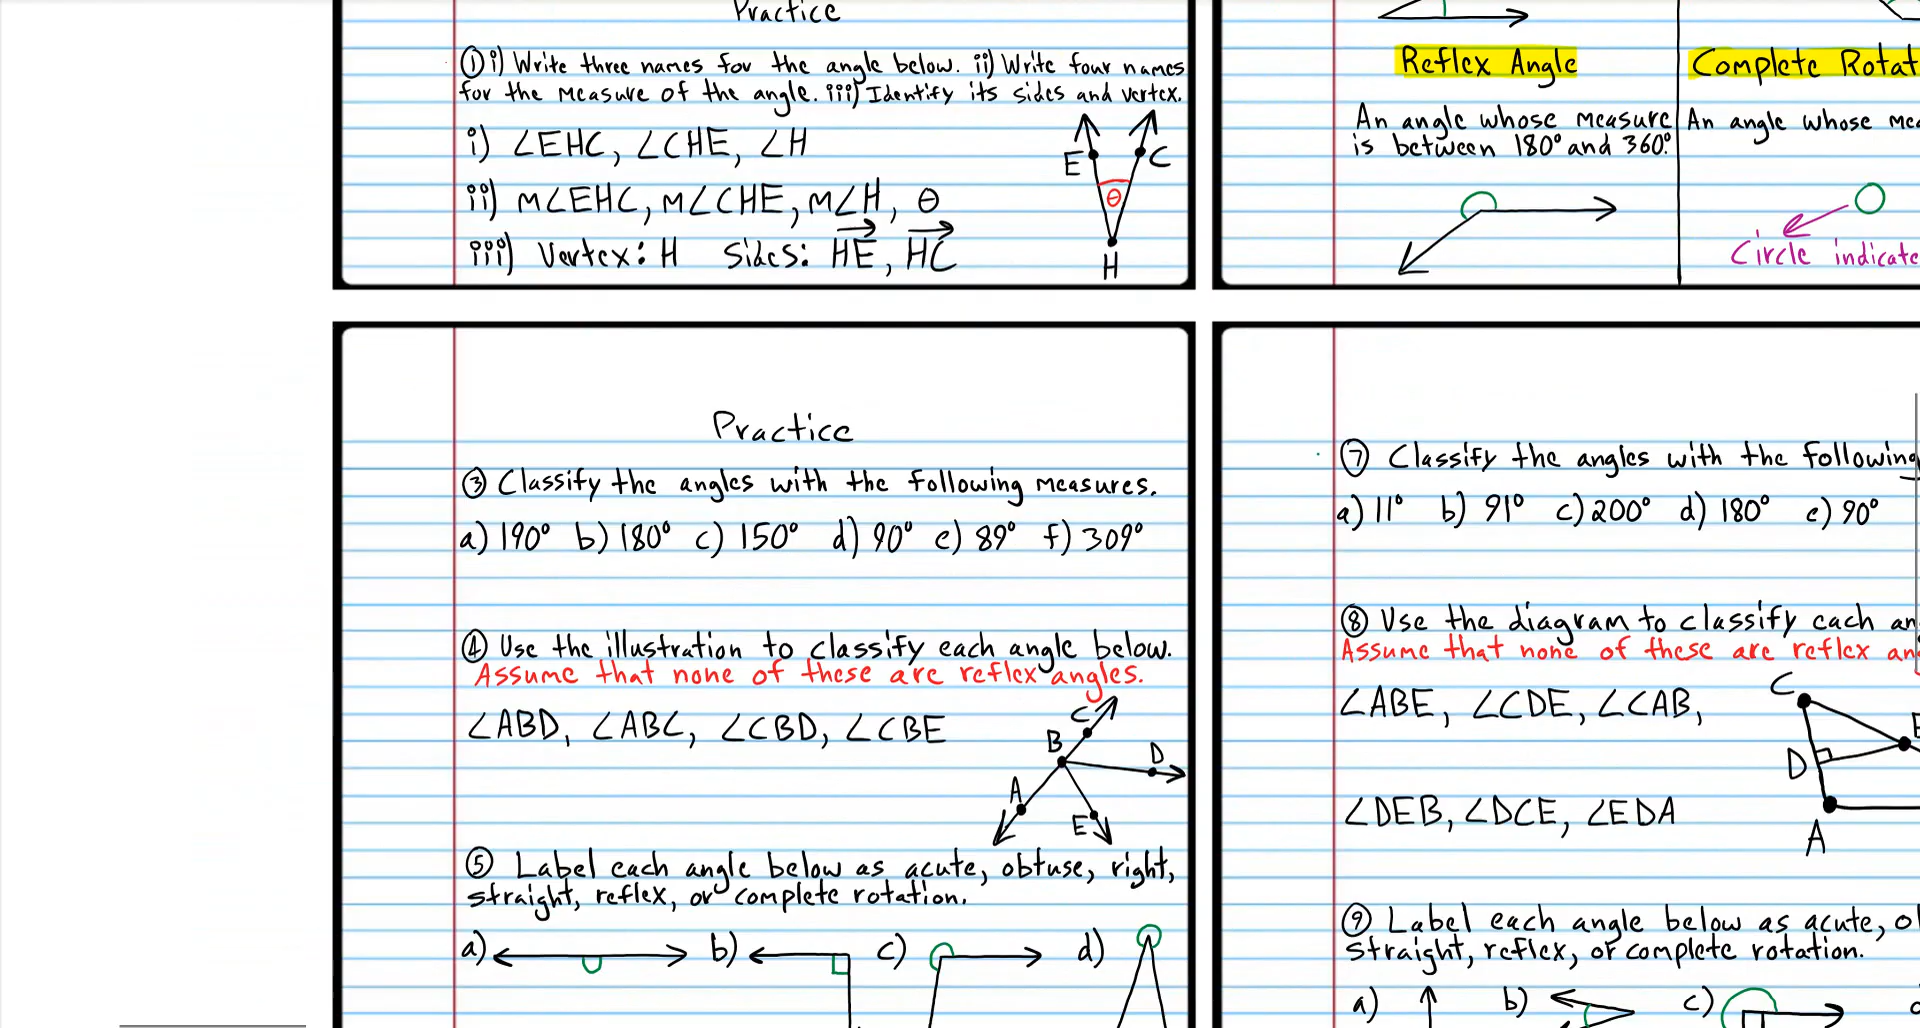 Practice
① i) Write three names for the angle below. ii) Write four names
for the measure of the angle. iii) Identify its sides and vertex.
i) ∠EHC, ∠CHE, ∠H
ii) m∠EHC, m∠CHE, m∠H, θ
iii) Vertex: H Sides: HE, HC
E C
θ
H
Reflex Angle
An angle whose measure
is between 180° and 360°.
Complete
An angle whose
Circle
Practice
③ Classify the angles with the following measures.
a) 190° b) 180° c) 150° d) 90° e) 89° f) 309°
④ Use the illustration to classify each angle below.
Assume that none of these are reflex angles.
∠ABD, ∠ABC, ∠CBD, ∠CBE
C
B D
A
E
⑤ Label each angle below as acute, obtuse, right,
straight, reflex, or complete rotation.
a) b) c) d)
⑦ Classify the angles with the following
a) 11° b) 91° c) 200° d) 180° e) 90°
⑧ Use the diagram to classify each
Assume that none of these are reflex
∠ABE, ∠CDE, ∠CAB,
∠DEB, ∠DCE, ∠EDA
C
D
A
⑨ Label each angle below as acute,
straight, reflex, or complete rotation.
a) b) c)